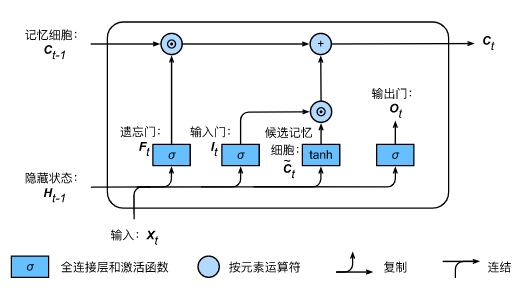 记忆细胞:
C_{t-1}
⊙
+
C_t
⊙
遗忘门:
F_t
输入门:
I_t
候选记忆
细胞:
C̃_t
输出门:
O_t
σ
σ
tanh
σ
隐藏状态:
H_{t-1}
输入: X_t
σ 全连接层和激活函数
按元素运算符
复制
连结